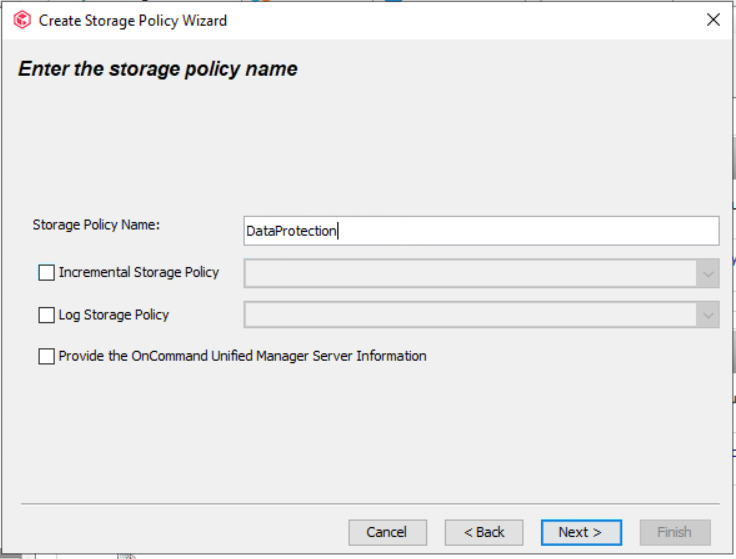 Create Storage Policy Wizard
Enter the storage policy name
Storage Policy Name:
DataProtection
Incremental Storage Policy
Log Storage Policy
Provide the OnCommand Unified Manager Server Information
Cancel
< Back
Next >
Finish